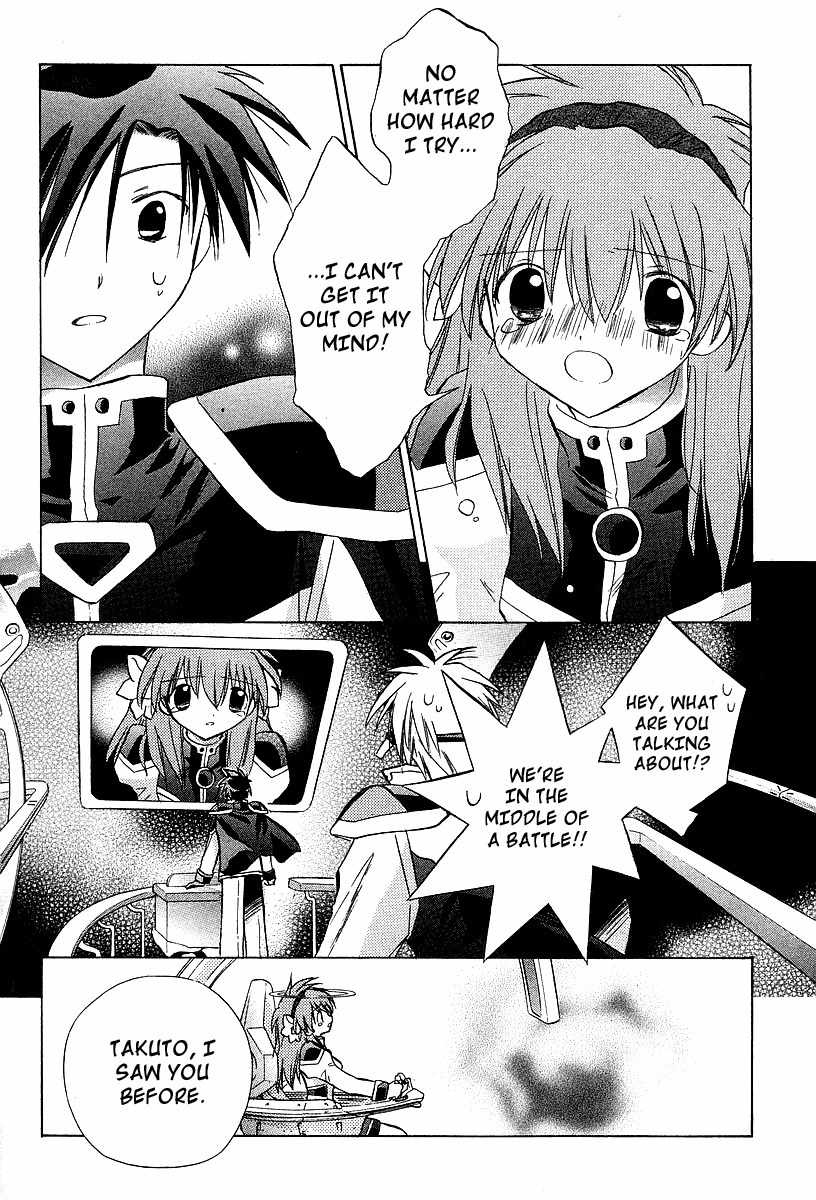 NO
MATTER
HOW HARD
I TRY...
...I CAN'T
GET IT
OUT OF MY
MIND!
HEY, WHAT
ARE YOU
TALKING
ABOUT!?
WE'RE
IN THE
MIDDLE OF
A BATTLE!!
TAKUTO, I
SAW YOU
BEFORE.